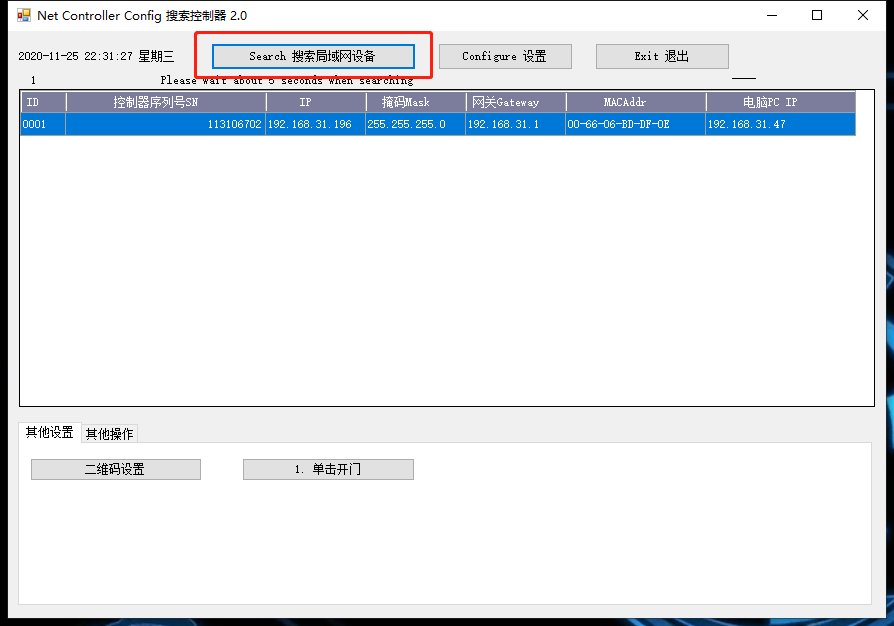 Net Controller Config 搜索控制器 2.0
2020-11-25 22:31:27 星期三
Search 搜索局域网设备
Configure 设置
Exit 退出
1
Please wait about 5 seconds when searching
ID 控制器序列号SN IP 掩码Mask 网关Gateway MACAddr 电脑PC IP
0001 113106702 192.168.31.196 255.255.255.0 192.168.31.1 00-66-06-BD-DF-0E 192.168.31.47
其他设置 其他操作
二维码设置 1. 单击开门